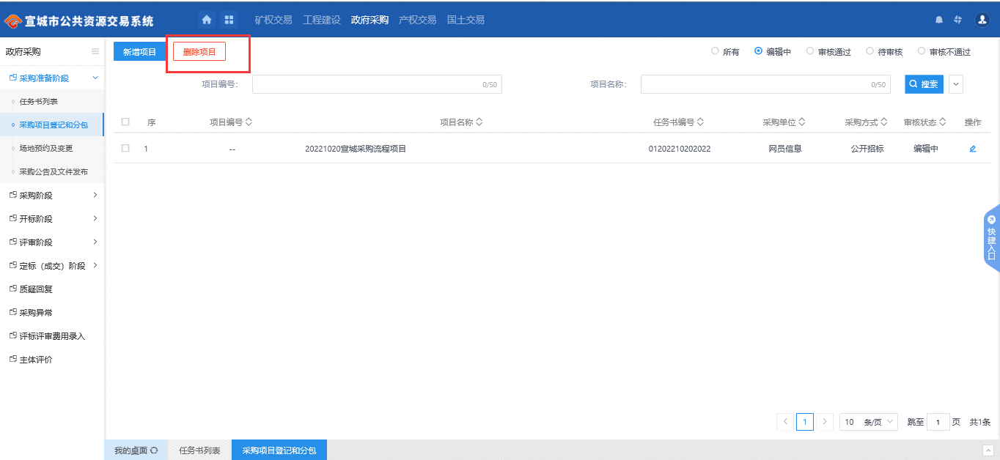 宣城市公共资源交易系统 矿权交易 工程建设 政府采购 产权交易 国土交易
政府采购
采购准备阶段
任务书列表
采购项目登记和分包
场地预约及变更
采购公告及文件发布
采购阶段
开标阶段
评审阶段
定标（成交）阶段
质疑回复
采购异常
评标评审费用录入
主体评价
新增项目 删除项目 所有 编辑中 审核通过 待审核 审核不通过
项目编号: 0/50 项目名称: 0/50 搜索
序 项目编号 项目名称 任务书编号 采购单位 采购方式 审核状态 操作
1 -- 20221020宣城采购流程项目 01202210202022 网员信息 公开招标 编辑中
快捷入口
1 10 条/页 跳至 1 页 共1条
我的桌面 任务书列表 采购项目登记和分包